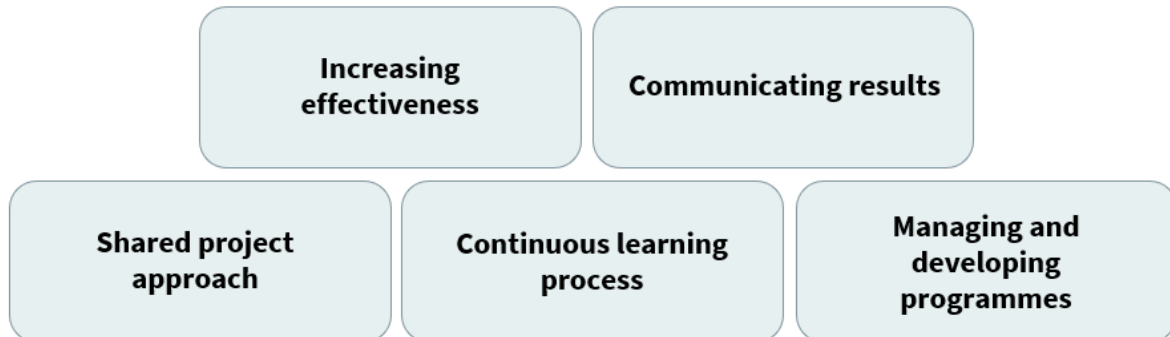 Increasing
effectiveness
Communicating results
Shared project
approach
Continuous learning
process
Managing and
developing
programmes